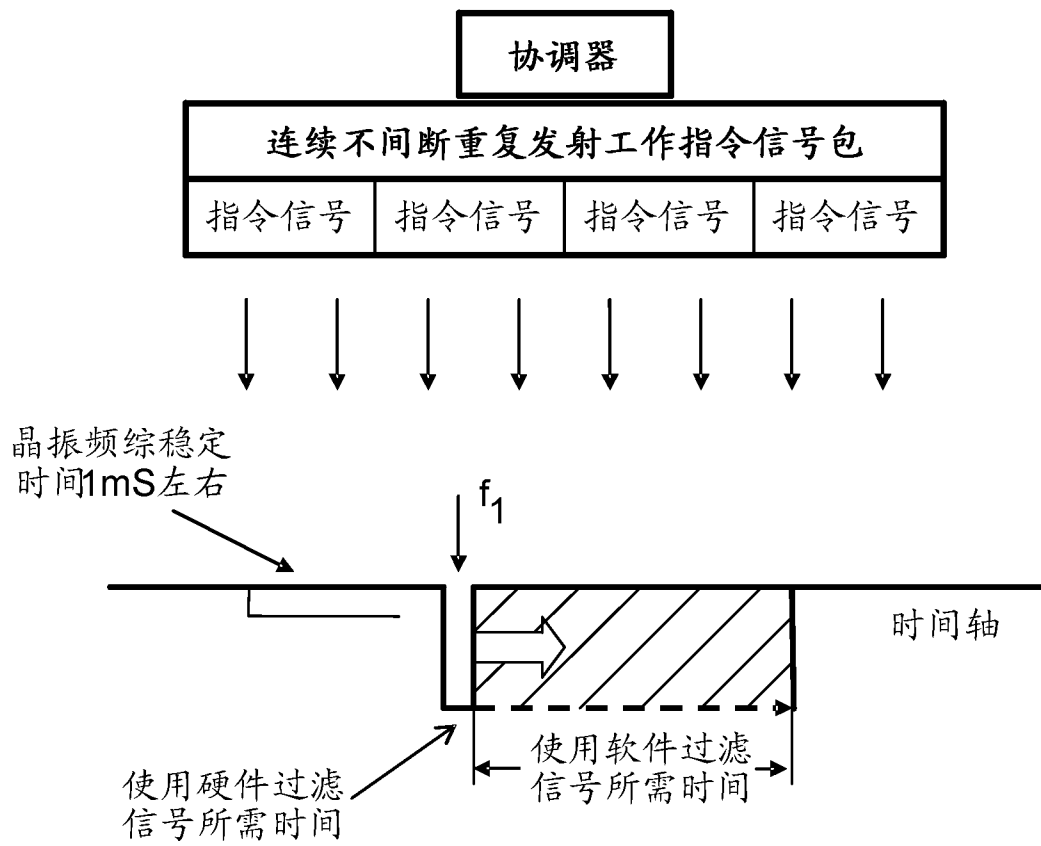 协调器
连续不间断重复发射工作指令信号包
指令信号 指令信号 指令信号 指令信号
晶振频综稳定
时间1mS左右
f1
时间轴
使用软件过滤
信号所需时间
使用硬件过滤
信号所需时间